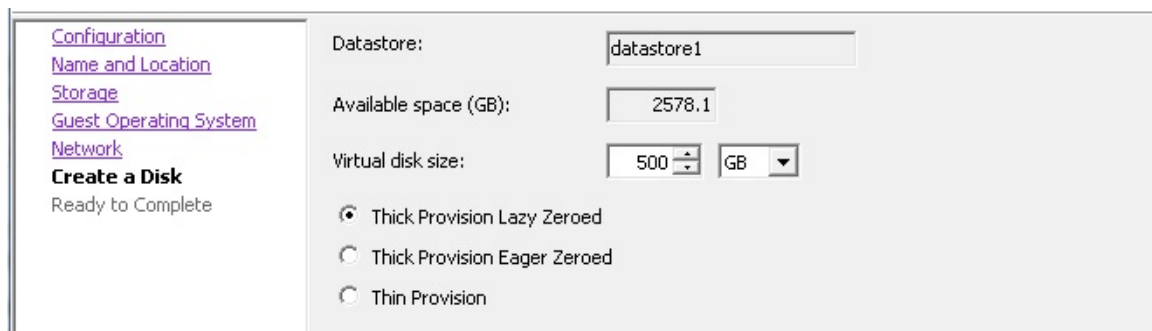 Configuration
Name and Location
Storage
Guest Operating System
Network
Create a Disk
Ready to Complete
Datastore: datastore1
Available space (GB): 2578.1
Virtual disk size: 500 GB
Thick Provision Lazy Zeroed
Thick Provision Eager Zeroed
Thin Provision